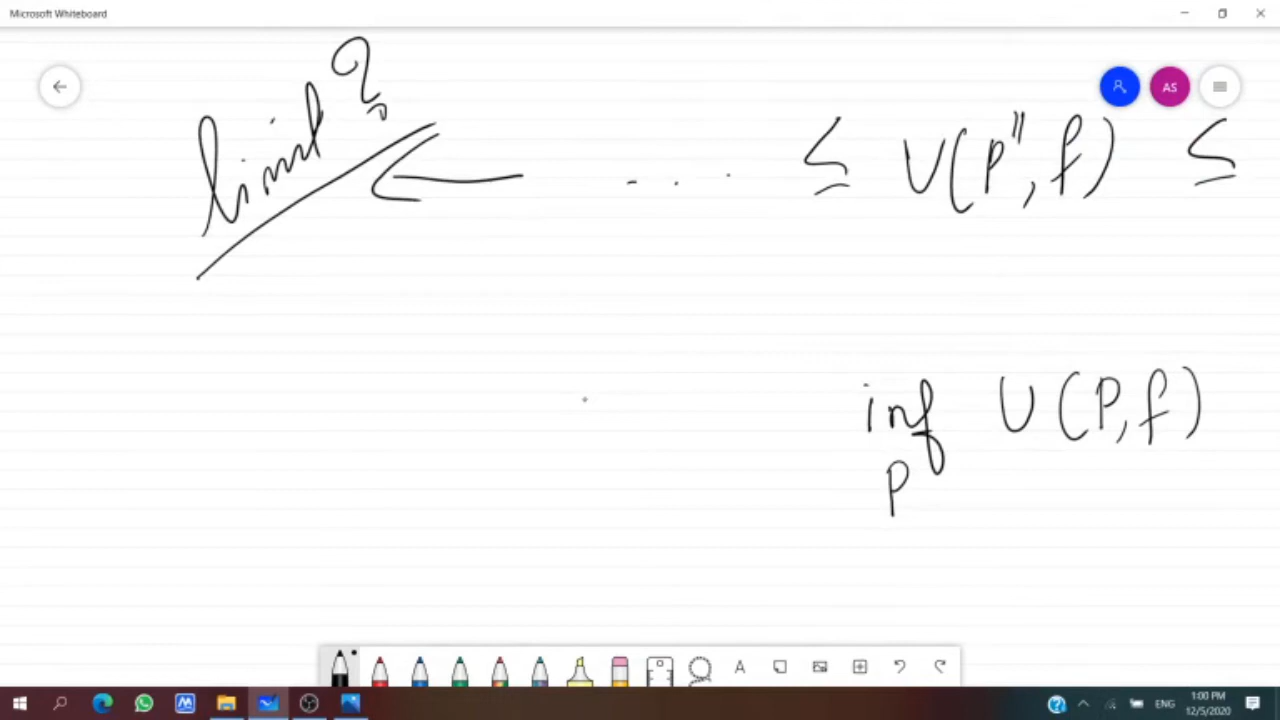 Microsoft Whiteboard
limit ?
← ... ≤ U(P'', f) ≤
AS
inf U(P, f)
P
A
ENG
1:00 PM
12/5/2020